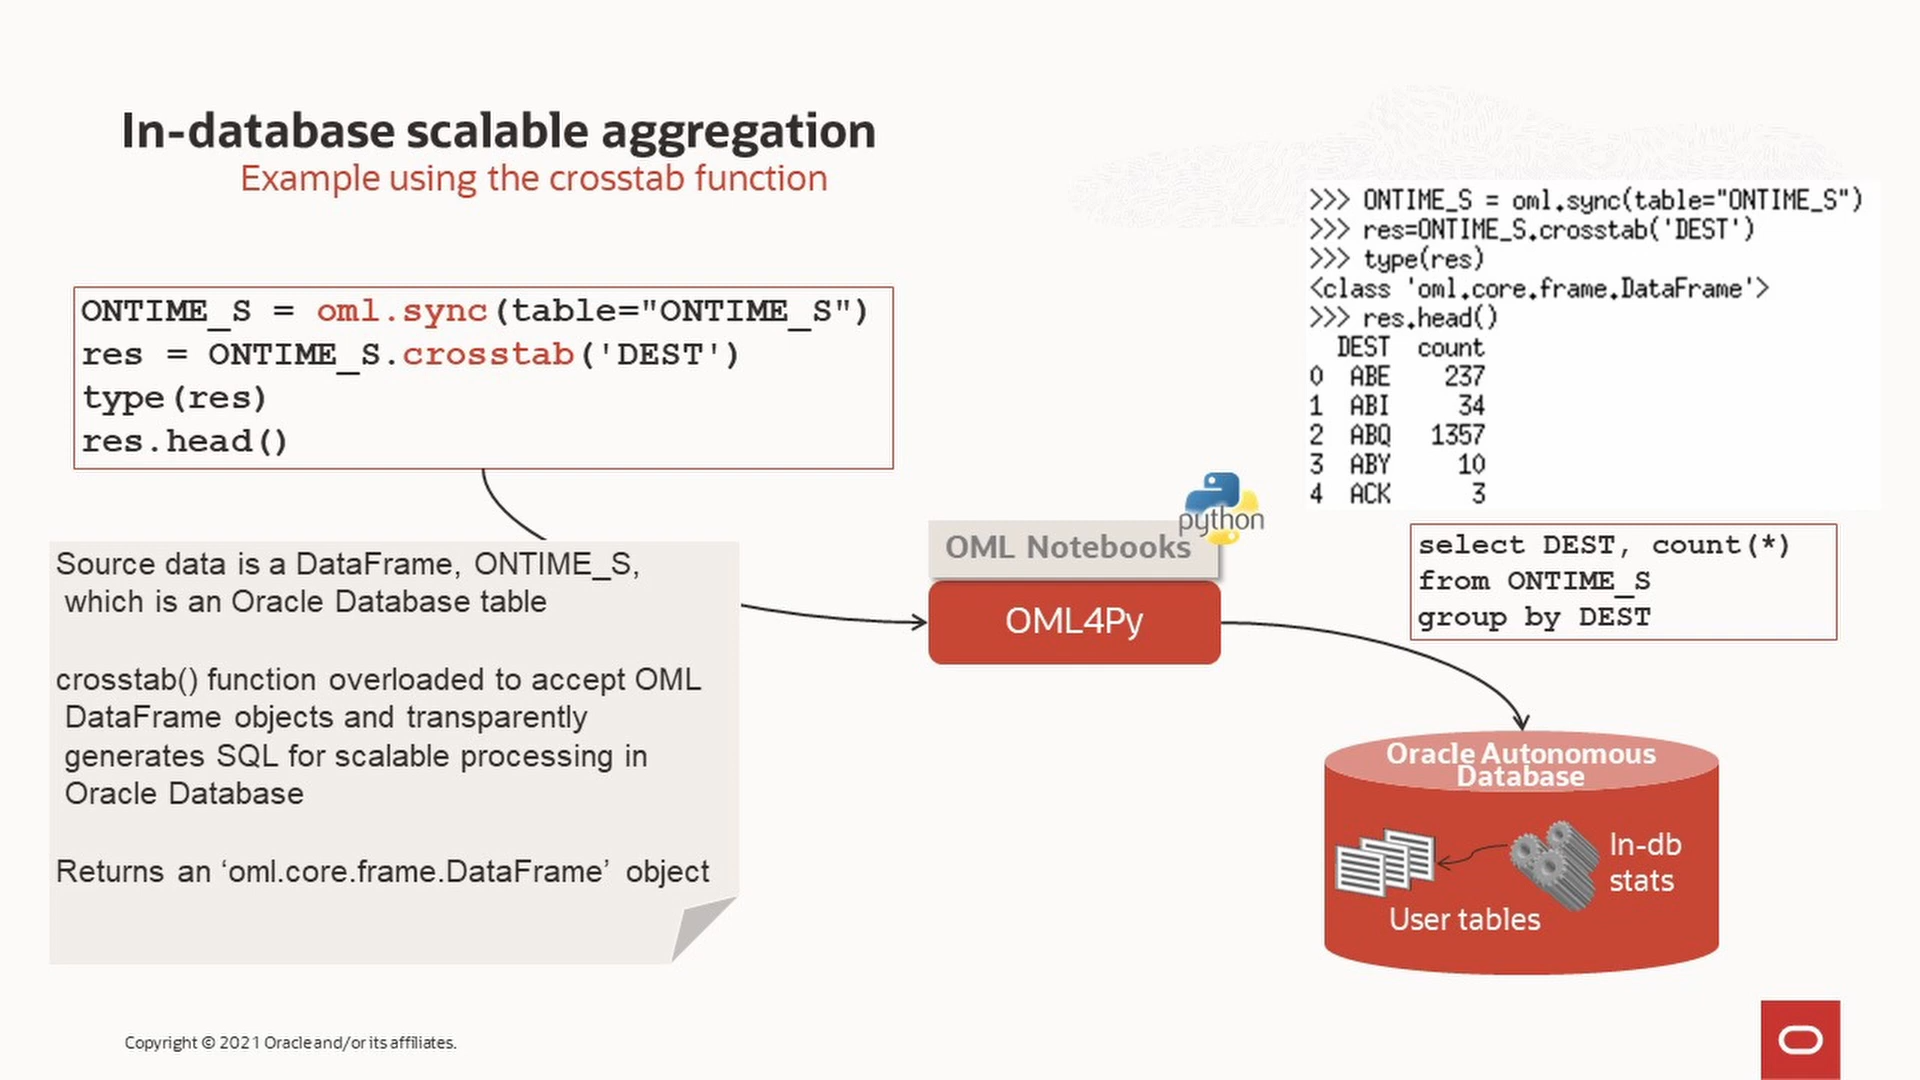 In-database scalable aggregation
Example using the crosstab function
ONTIME_S = oml.sync(table="ONTIME_S")
res = ONTIME_S.crosstab('DEST')
type(res)
res.head()
Source data is a DataFrame, ONTIME_S,
which is an Oracle Database table
crosstab() function overloaded to accept OML
DataFrame objects and transparently
generates SQL for scalable processing in
Oracle Database
Returns an ‘oml.core.frame.DataFrame’ object
python
OML Notebooks
OML4Py
>>> ONTIME_S = oml.sync(table="ONTIME_S")
>>> res=ONTIME_S.crosstab('DEST')
>>> type(res)
<class 'oml.core.frame.DataFrame'>
>>> res.head()
DEST count
0 ABE 237
1 ABI 34
2 ABQ 1357
3 ABY 10
4 ACK 3
select DEST, count(*)
from ONTIME_S
group by DEST
Oracle Autonomous
Database
In-db
stats
User tables
Copyright © 2021 Oracle and/or its affiliates.